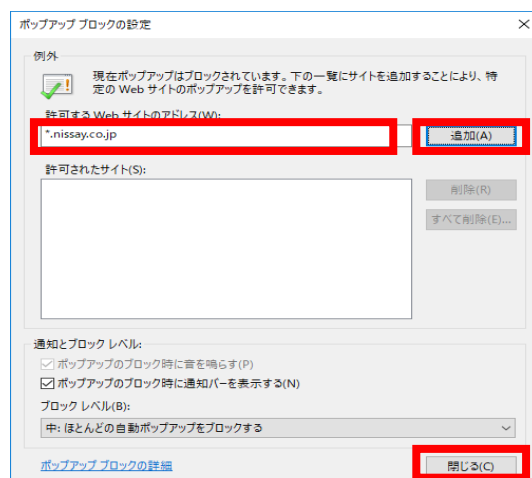 ポップアップ ブロックの設定
例外
現在ポップアップはブロックされています。下の一覧にサイトを追加することにより、特
定の Web サイトのポップアップを許可できます。
許可する Web サイトのアドレス(W):
*.nissay.co.jp
追加(A)
許可されたサイト(S):
削除(R)
すべて削除(E)...
通知とブロック レベル:
ポップアップのブロック時に音を鳴らす(P)
ポップアップのブロック時に通知バーを表示する(N)
ブロック レベル(B):
中: ほとんどの自動ポップアップをブロックする
ポップアップ ブロックの詳細
閉じる(C)